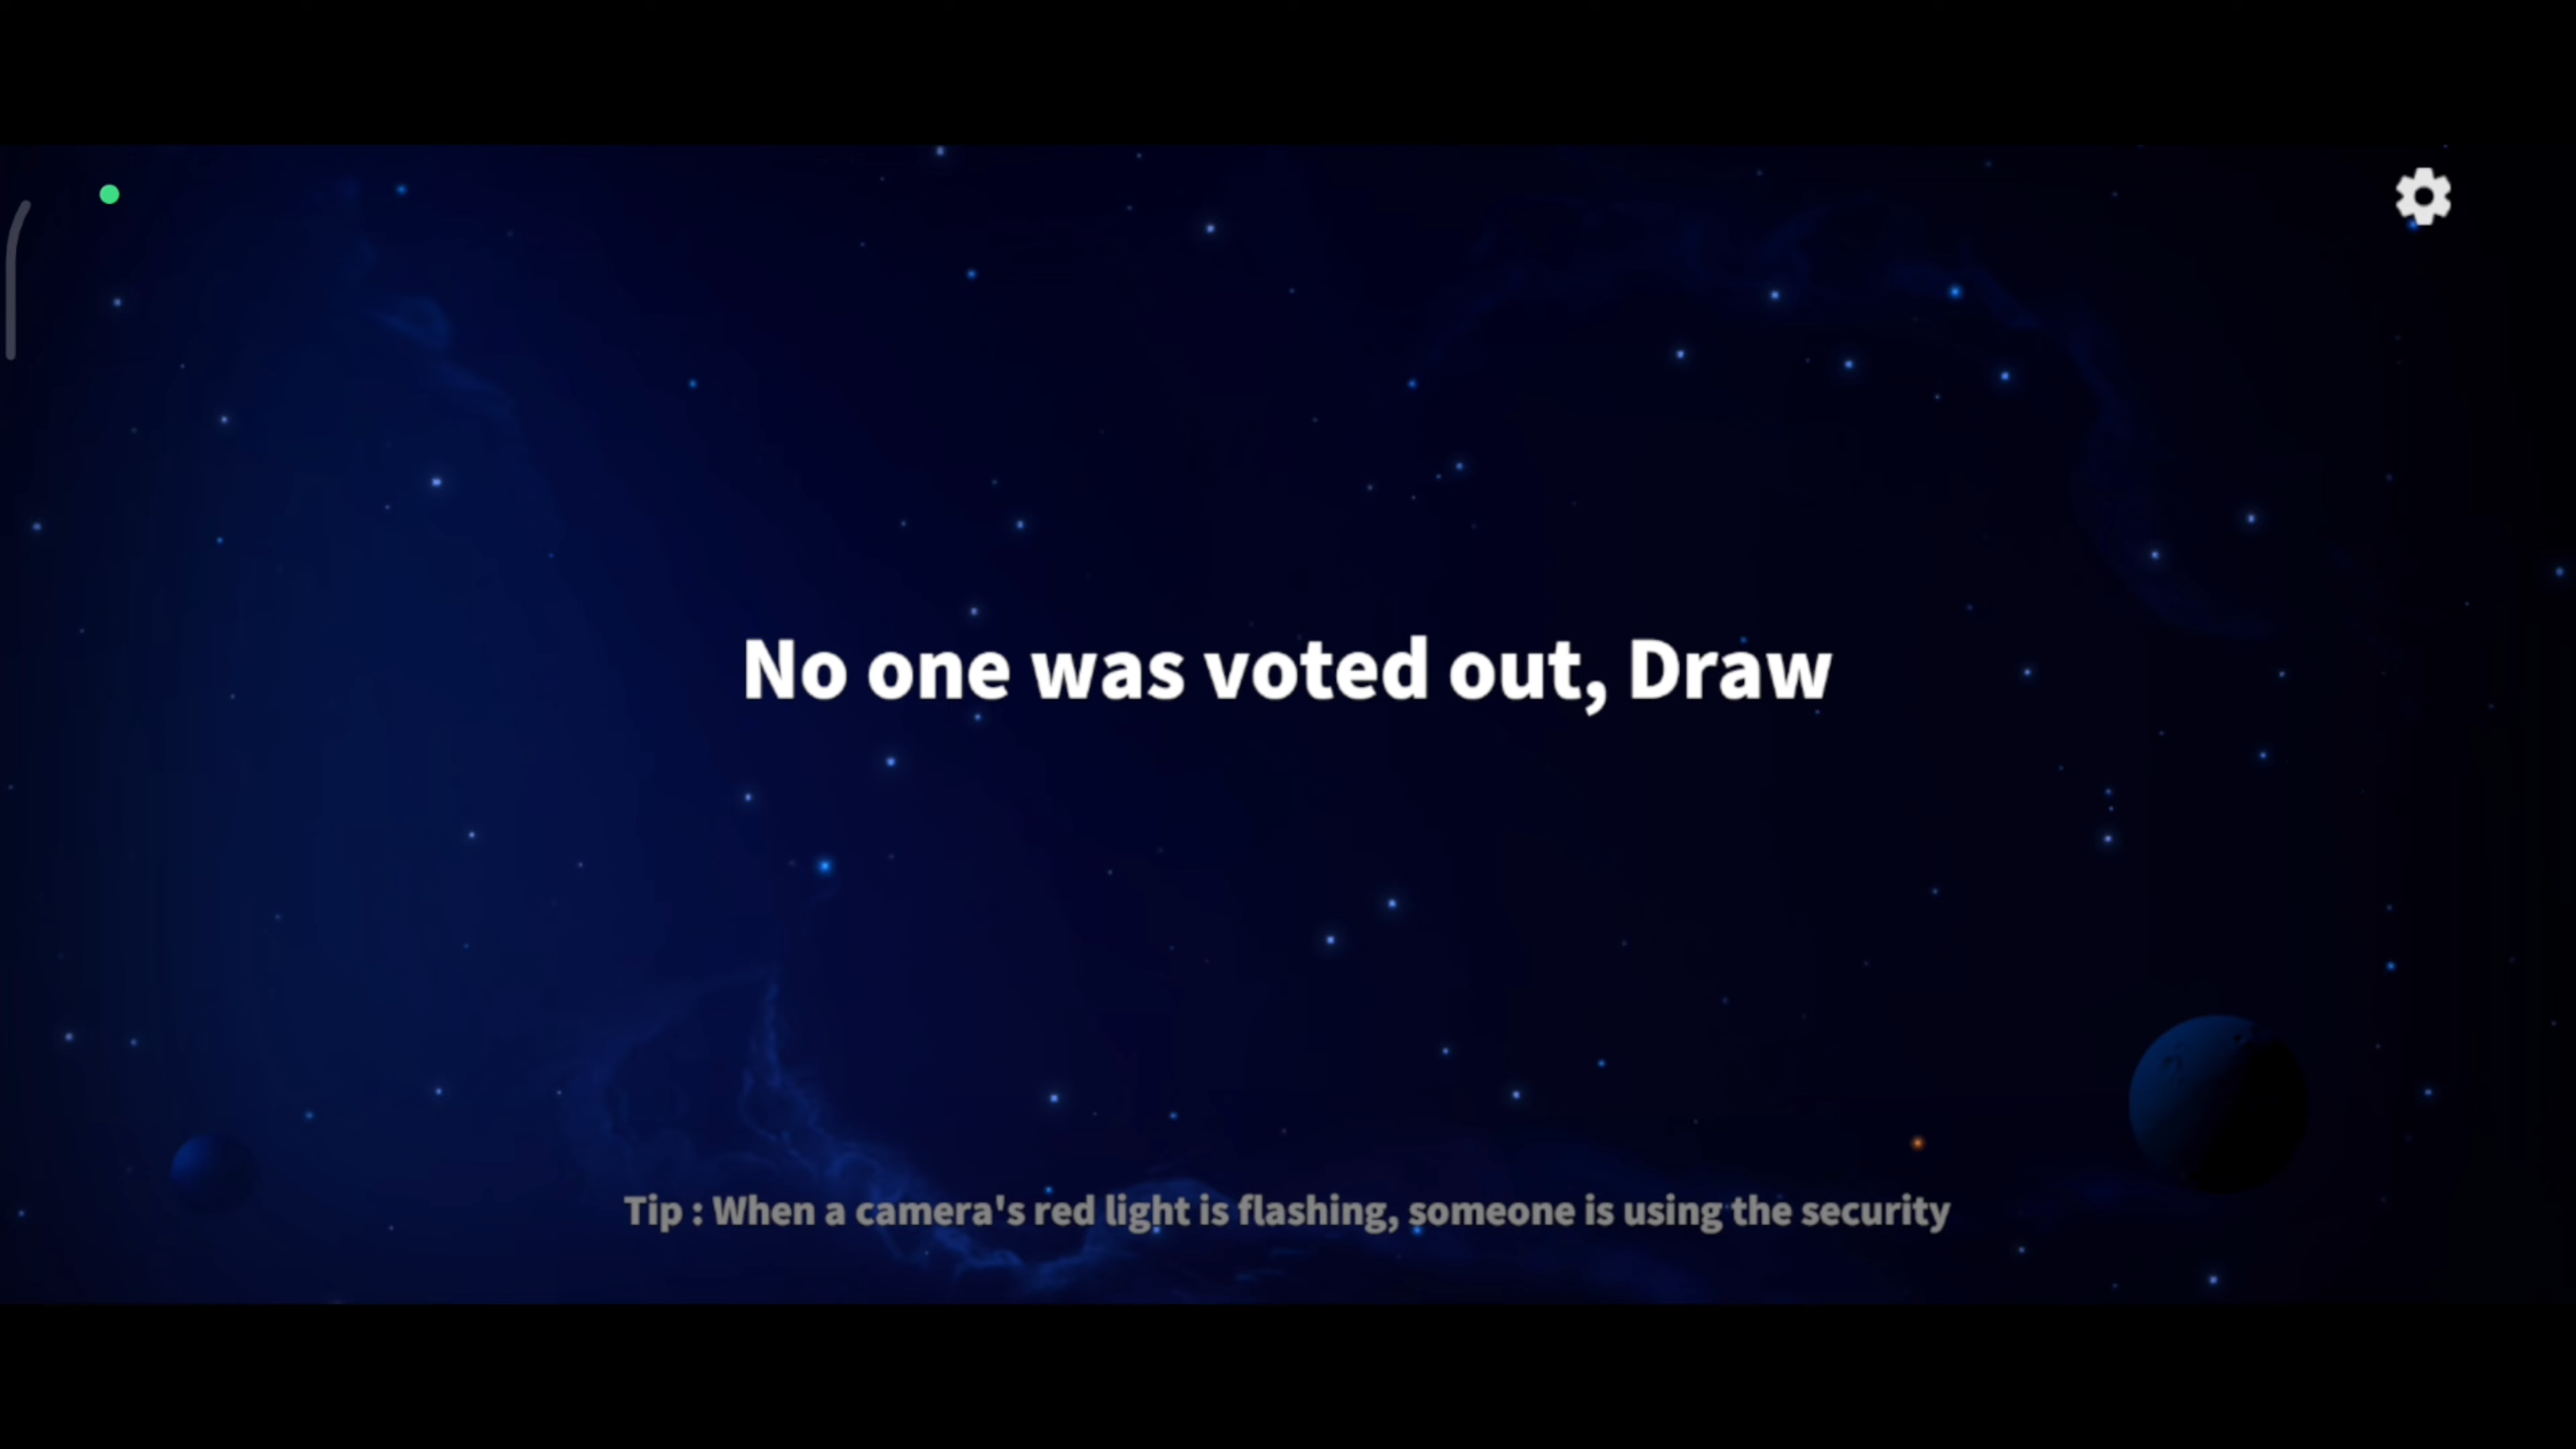 No one was voted out, Draw
Tip : When a camera's red light is flashing, someone is using the security